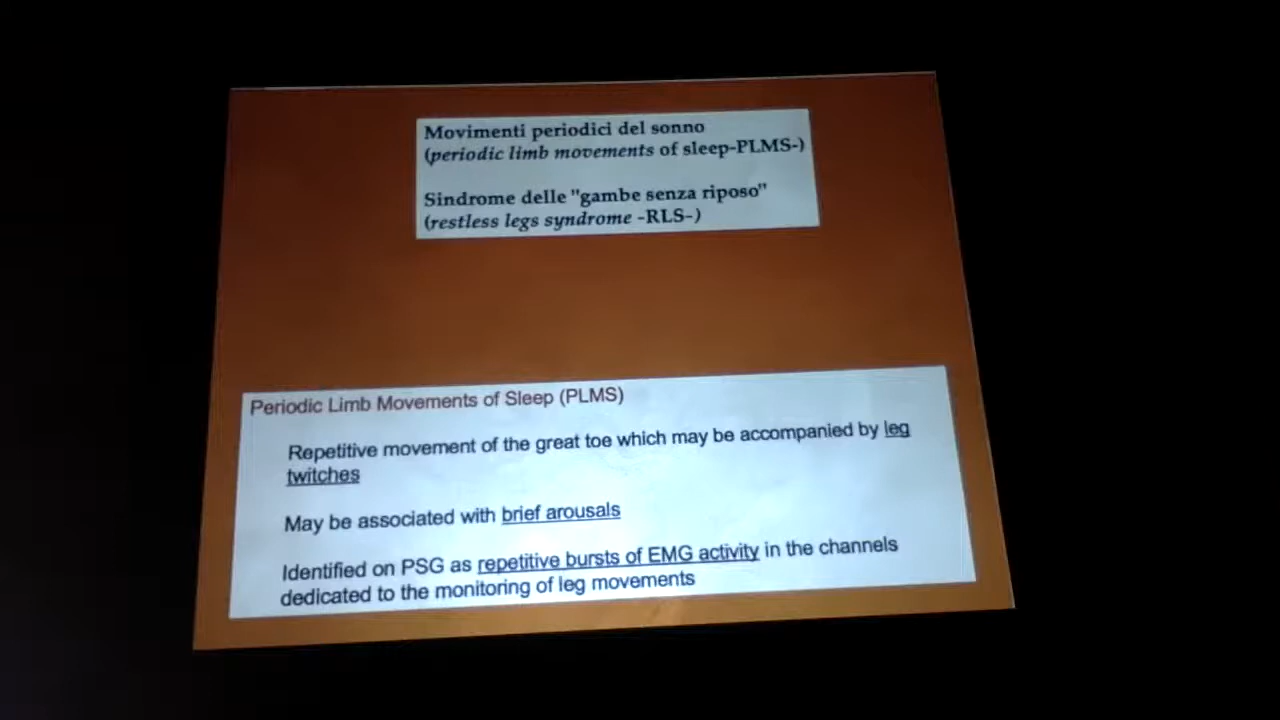 Movimenti periodici del sonno
(periodic limb movements of sleep-PLMS-)
Sindrome delle "gambe senza riposo"
(restless legs syndrome -RLS-)
Periodic Limb Movements of Sleep (PLMS)
Repetitive movement of the great toe which may be accompanied by leg
twitches
May be associated with brief arousals
Identified on PSG as repetitive bursts of EMG activity in the channels
dedicated to the monitoring of leg movements